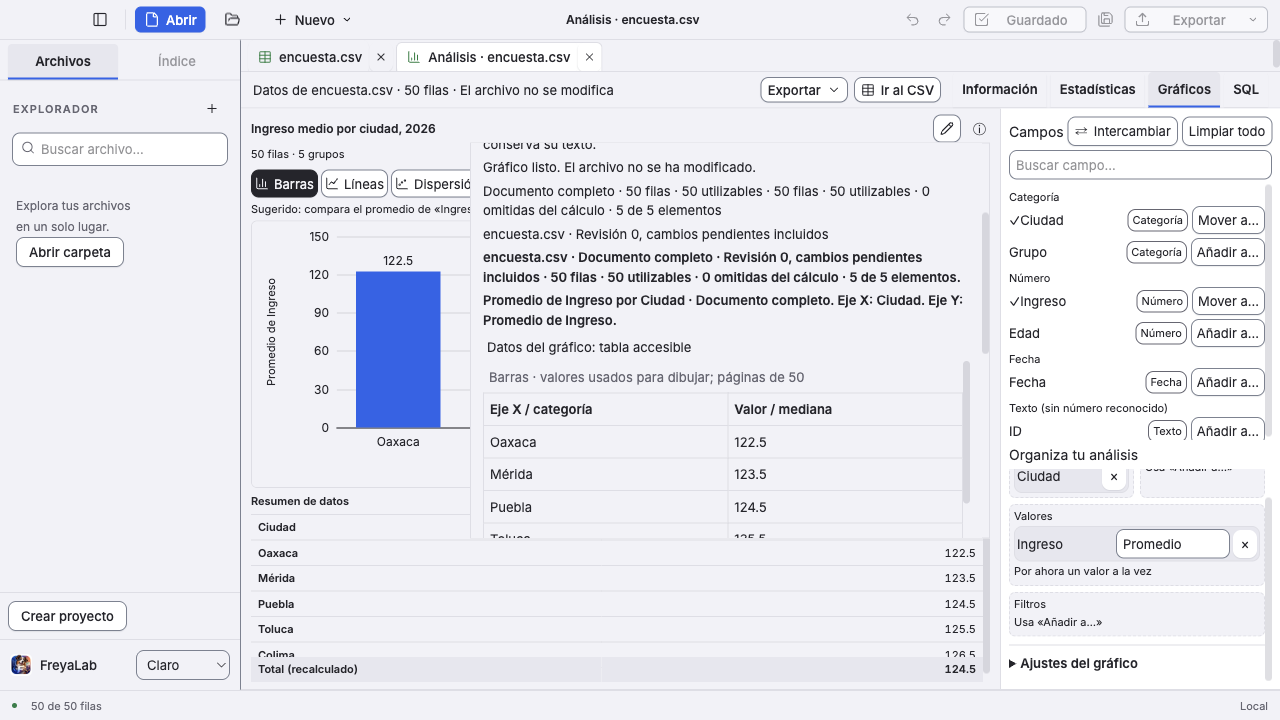 Abrir
Nuevo
Análisis · encuesta.csv
Guardado
Exportar
Archivos
Índice
EXPLORADOR
Buscar archivo...
Explora tus archivos
en un solo lugar.
Abrir carpeta
Crear proyecto
FreyaLab
Claro
50 de 50 filas
Local
encuesta.csv
Análisis · encuesta.csv
Datos de encuesta.csv · 50 filas · El archivo no se modifica
Exportar
Ir al CSV
Información
Estadísticas
Gráficos
SQL
Ingreso medio por ciudad, 2026
50 filas · 5 grupos
Barras
Líneas
Dispersió
Sugerido: compara el promedio de «Ingres
150
120
90
60
30
0
Promedio de Ingreso
122.5
Oaxaca
conserva su texto.
Gráfico listo. El archivo no se ha modificado.
Documento completo · 50 filas · 50 utilizables · 50 filas · 50 utilizables · 0
omitidas del cálculo · 5 de 5 elementos
encuesta.csv · Revisión 0, cambios pendientes incluidos
encuesta.csv · Documento completo · Revisión 0, cambios pendientes
incluidos · 50 filas · 50 utilizables · 0 omitidas del cálculo · 5 de 5 elementos.
Promedio de Ingreso por Ciudad · Documento completo. Eje X: Ciudad. Eje Y:
Promedio de Ingreso.
Datos del gráfico: tabla accesible
Barras · valores usados para dibujar; páginas de 50
Eje X / categoría Valor / mediana
Oaxaca 122.5
Mérida 123.5
Puebla 124.5
Toluca 125.5
Resumen de datos
Ciudad
Oaxaca 122.5
Mérida 123.5
Puebla 124.5
Toluca 125.5
Colima 126.5
Total (recalculado) 124.5
Campos
Intercambiar
Limpiar todo
Buscar campo...
Categoría
✓Ciudad Categoría Mover a...
Grupo Categoría Añadir a...
Número
✓Ingreso Número Mover a...
Edad Número Añadir a...
Fecha
Fecha Fecha Añadir a...
Texto (sin número reconocido)
ID Texto Añadir a...
Organiza tu análisis
Ciudad ×
Usa «Añadir a...»
Valores
Ingreso Promedio ×
Por ahora un valor a la vez
Filtros
Usa «Añadir a...»
Ajustes del gráfico